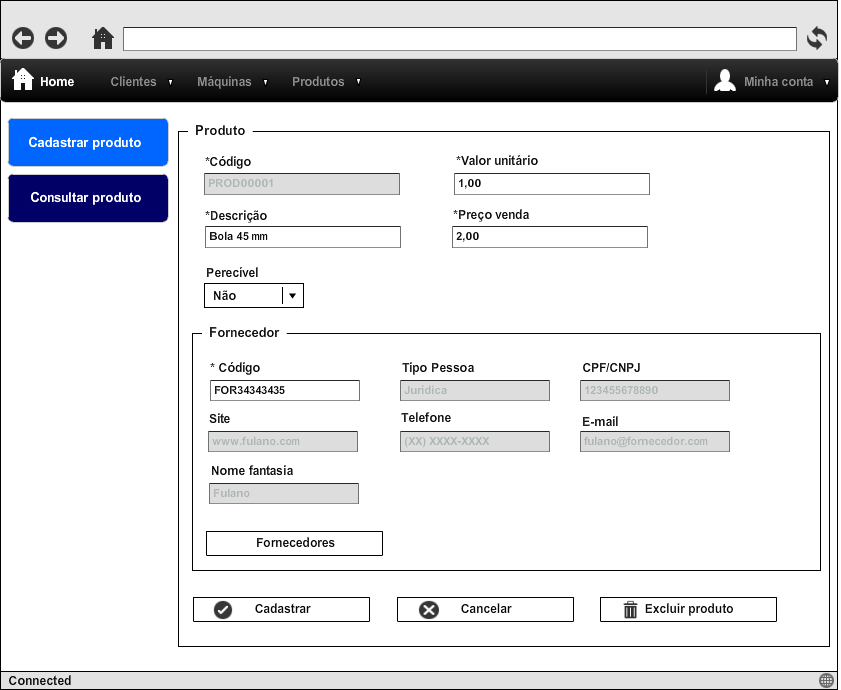 Home Clientes Máquinas Produtos Minha conta
Cadastrar produto
Consultar produto
Produto
*Código *Valor unitário
PROD00001 1,00
*Descrição *Preço venda
Bola 45 mm 2,00
Perecível
Não
Fornecedor
* Código Tipo Pessoa CPF/CNPJ
FOR34343435 Juridica 123455678890
Site Telefone E-mail
www.fulano.com (XX) XXXX-XXXX fulano@fornecedor.com
Nome fantasia
Fulano
Fornecedores
Cadastrar Cancelar Excluir produto
Connected